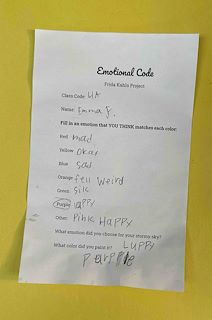 Emotional Code
Frida Kahlo Project
Class Code: 4A
Name: Emma J.
Fill in an emotion that YOU THINK matches each color:
Red: mad
Yellow: Okay
Blue: Sad
Orange: fell weird
Green: Sik
Purple: Lappy
Other: Pink Happy
What emotion did you choose for your stormy sky?
What color did you paint it? Luppy
Parpple